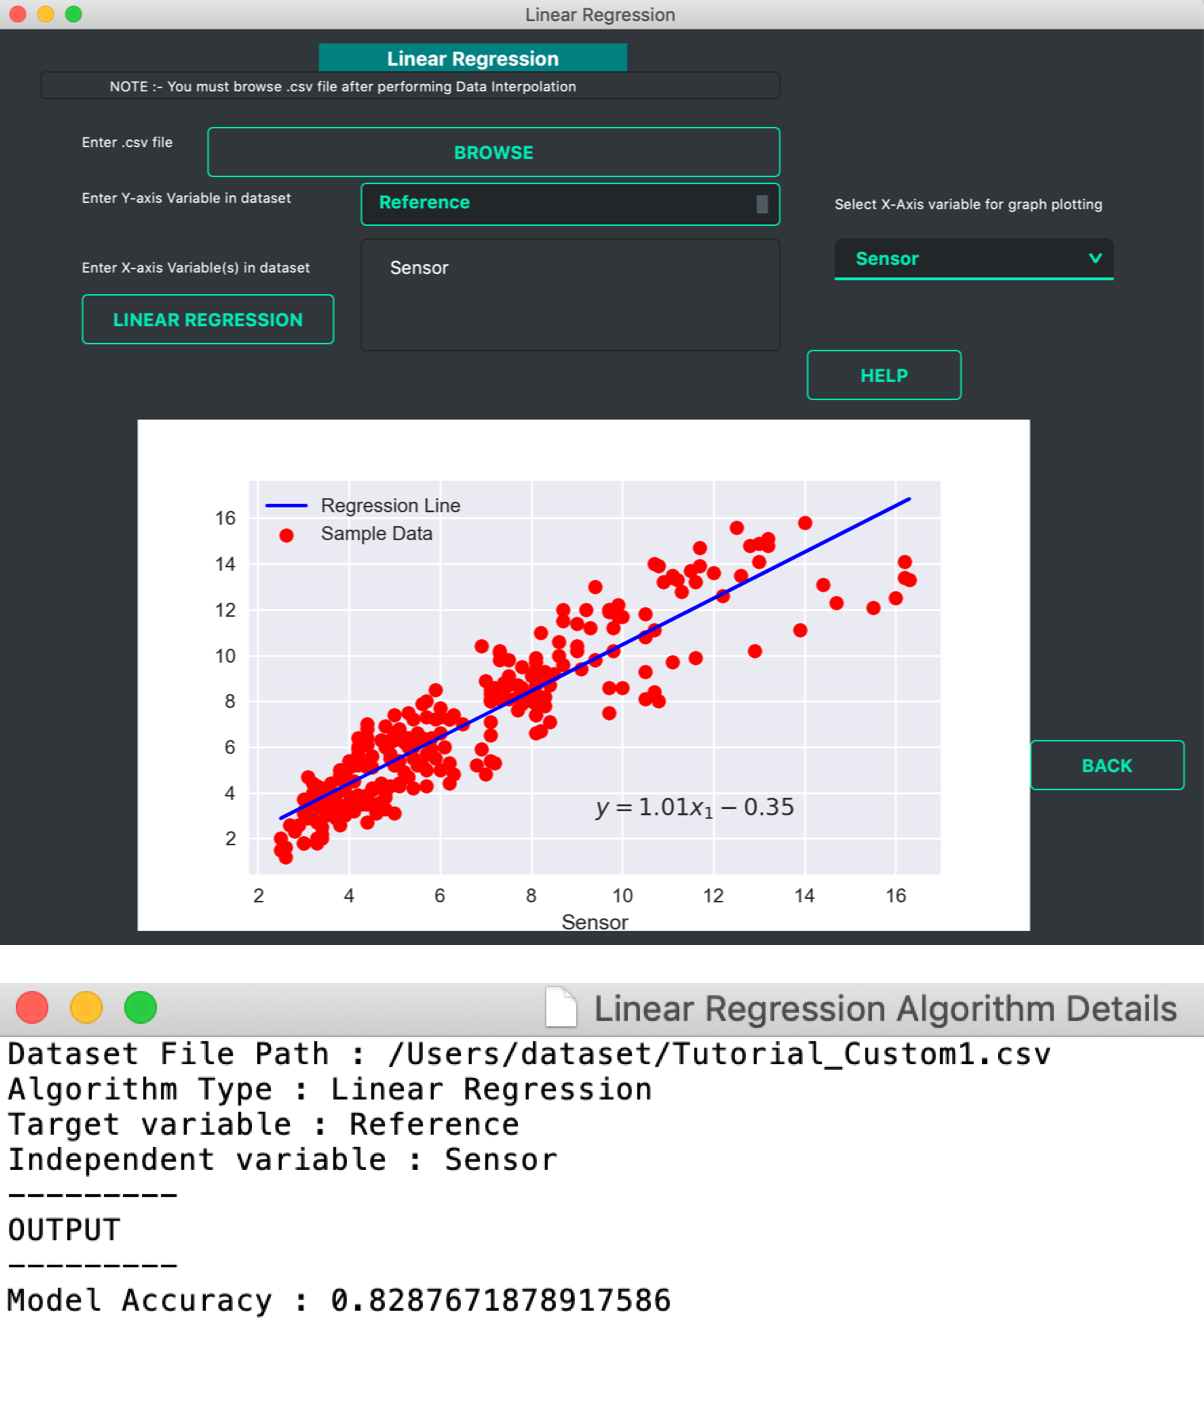 Linear Regression
Linear Regression
NOTE :- You must browse .csv file after performing Data Interpolation
Enter .csv file
BROWSE
Enter Y-axis Variable in dataset
Reference
Select X-Axis variable for graph plotting
Enter X-axis Variable(s) in dataset
Sensor
Sensor
LINEAR REGRESSION
HELP
Regression Line
Sample Data
16
14
12
10
8
6
4
2
y = 1.01x₁ − 0.35
2 4 6 8 10 12 14 16
Sensor
BACK
Linear Regression Algorithm Details
Dataset File Path : /Users/dataset/Tutorial_Custom1.csv
Algorithm Type : Linear Regression
Target variable : Reference
Independent variable : Sensor
---------
OUTPUT
---------
Model Accuracy : 0.8287671878917586